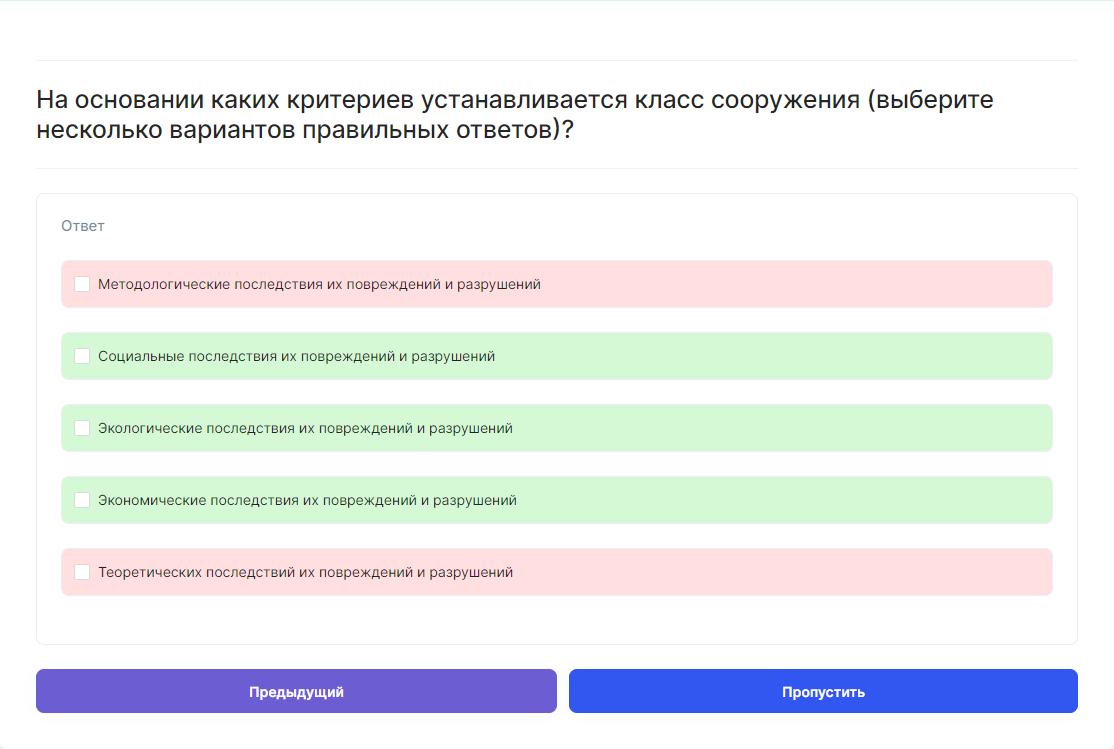 На основании каких критериев устанавливается класс сооружения (выберите
несколько вариантов правильных ответов)?
Ответ
Методологические последствия их повреждений и разрушений
Социальные последствия их повреждений и разрушений
Экологические последствия их повреждений и разрушений
Экономические последствия их повреждений и разрушений
Теоретических последствий их повреждений и разрушений
Предыдущий
Пропустить